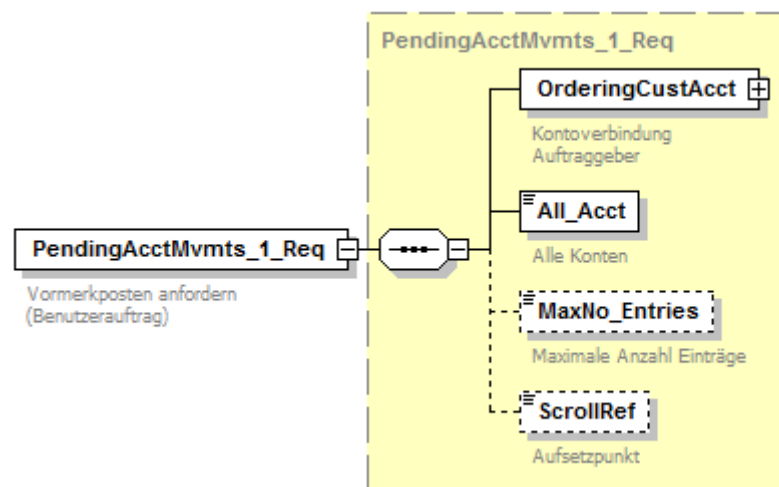 PendingAcctMvmts_1_Req
OrderingCustAcct
Kontoverbindung
Auftraggeber
All_Acct
Alle Konten
PendingAcctMvmts_1_Req
Vormerkposten anfordern
(Benutzerauftrag)
MaxNo_Entries
Maximale Anzahl Einträge
ScrollRef
Aufsetzpunkt